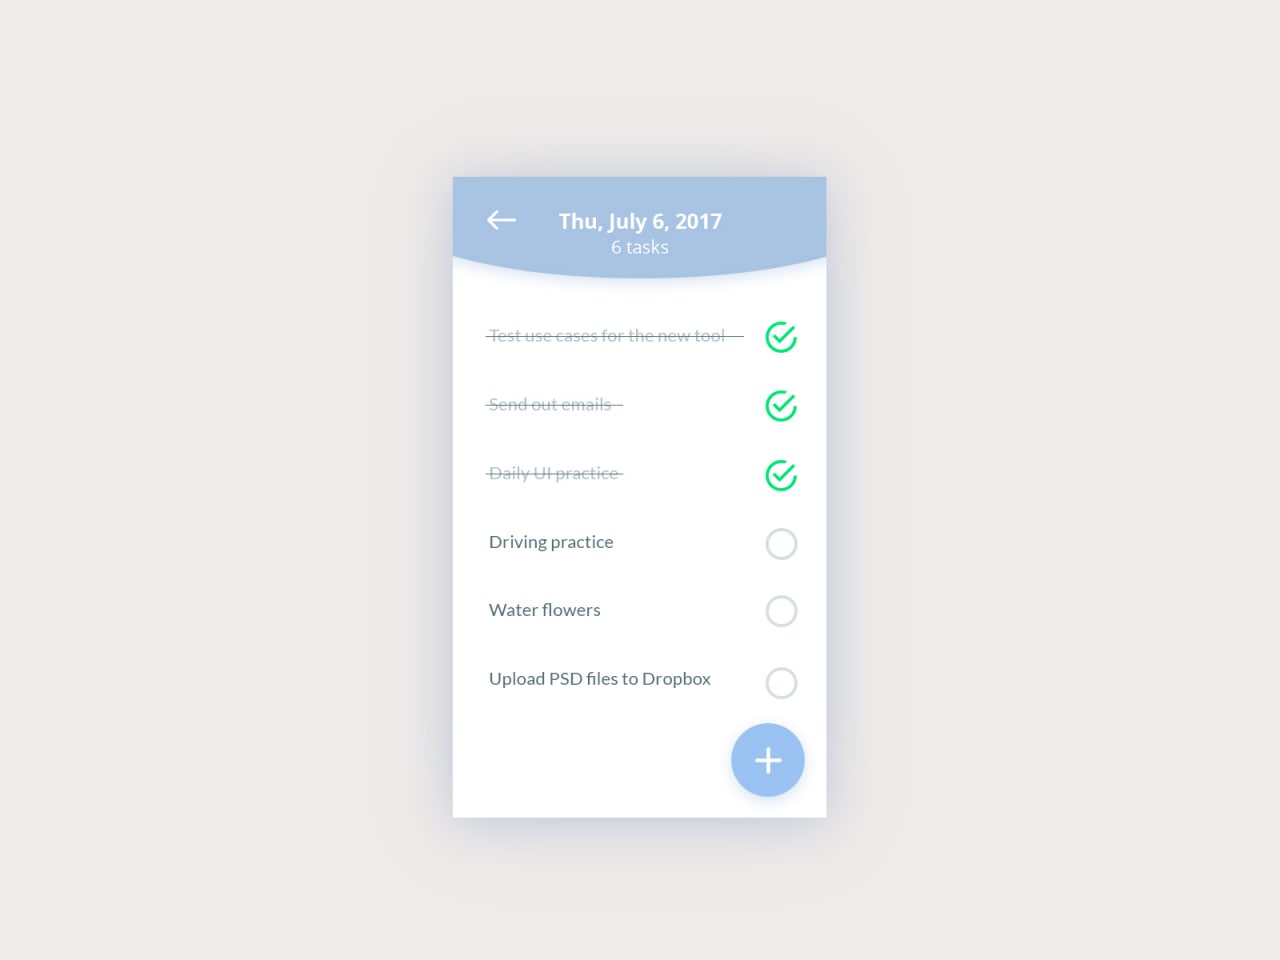 Thu, July 6, 2017
6 tasks
Test use cases for the new tool
Send out emails
Daily UI practice
Driving practice
Water flowers
Upload PSD files to Dropbox